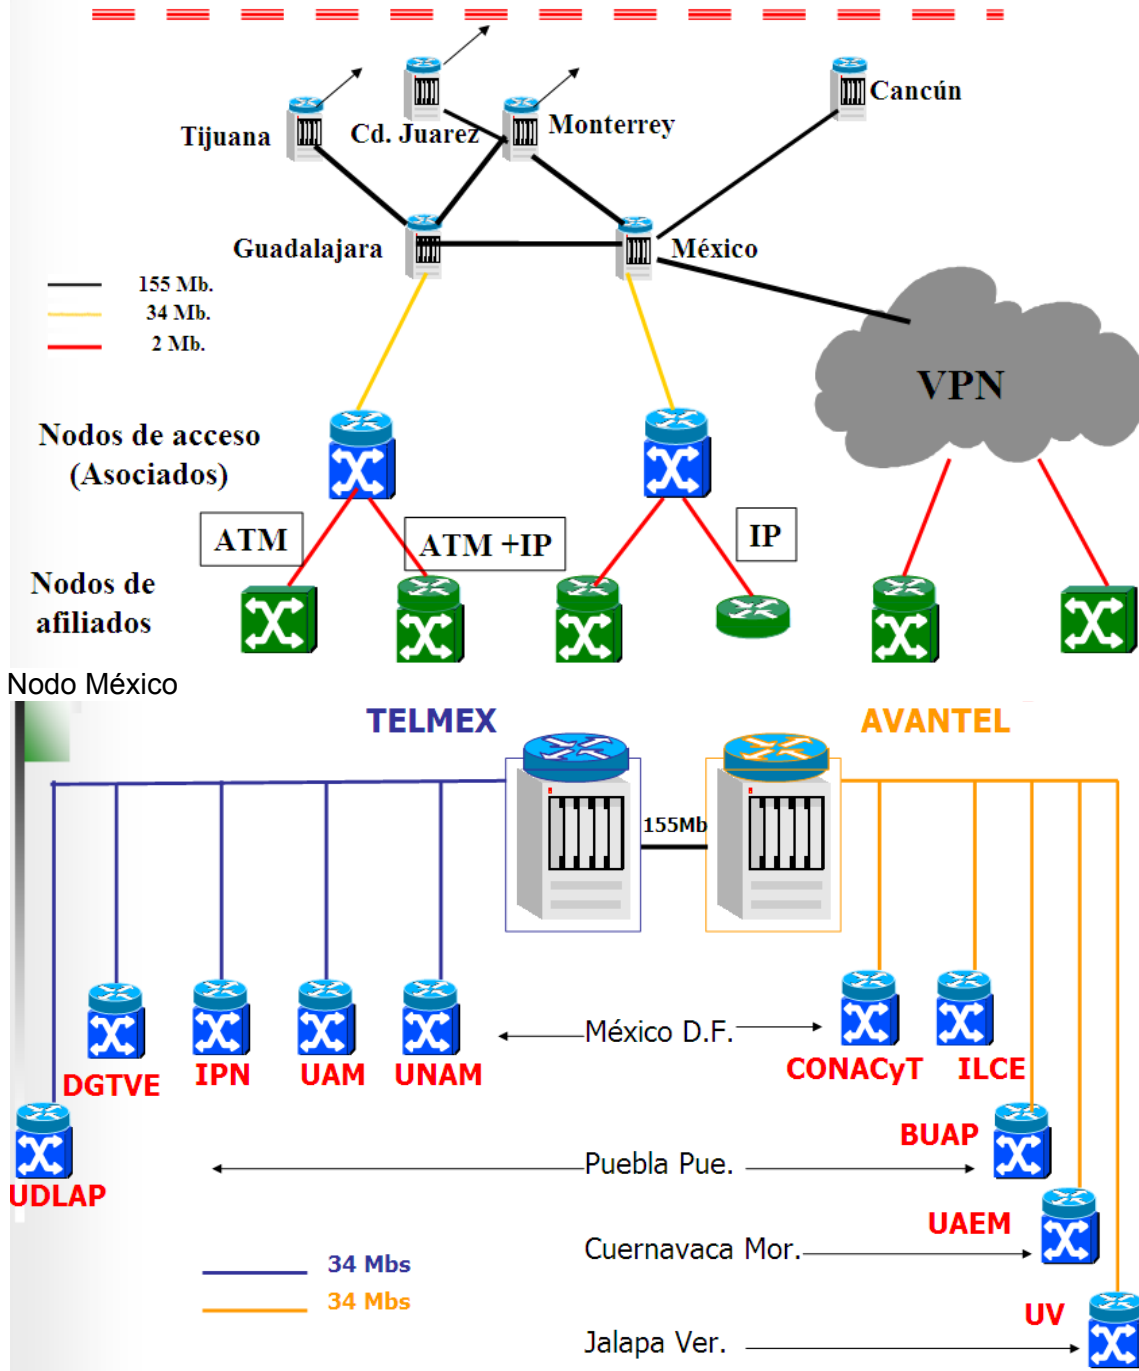 Cancún
Tijuana
Cd. Juarez
Monterrey
Guadalajara
México
155 Mb.
34 Mb.
2 Mb.
VPN
Nodos de acceso
(Asociados)
ATM
ATM +IP
IP
Nodos de
afiliados
Nodo México
TELMEX
AVANTEL
155Mb
México D.F.
DGTVE
IPN
UAM
UNAM
CONACyT
ILCE
BUAP
Puebla Pue.
UDLAP
UAEM
Cuernavaca Mor.
34 Mbs
34 Mbs
UV
Jalapa Ver.